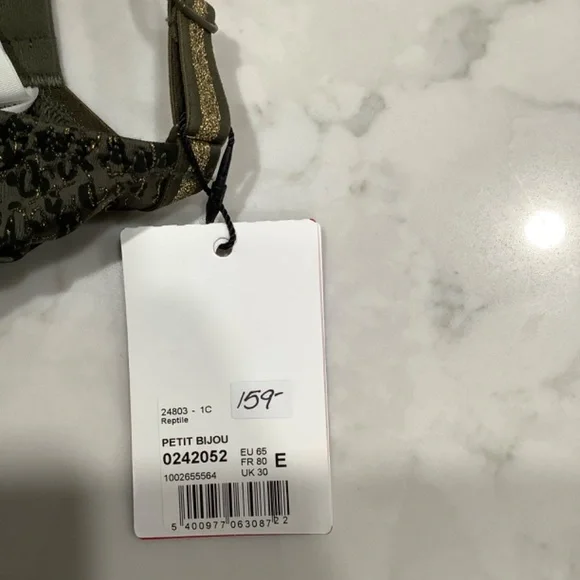 159-
24803 - 1C
Reptile
PETIT BIJOU
0242052
EU 65
FR 80
UK 30
E
1002655564
5 400977 063087 22